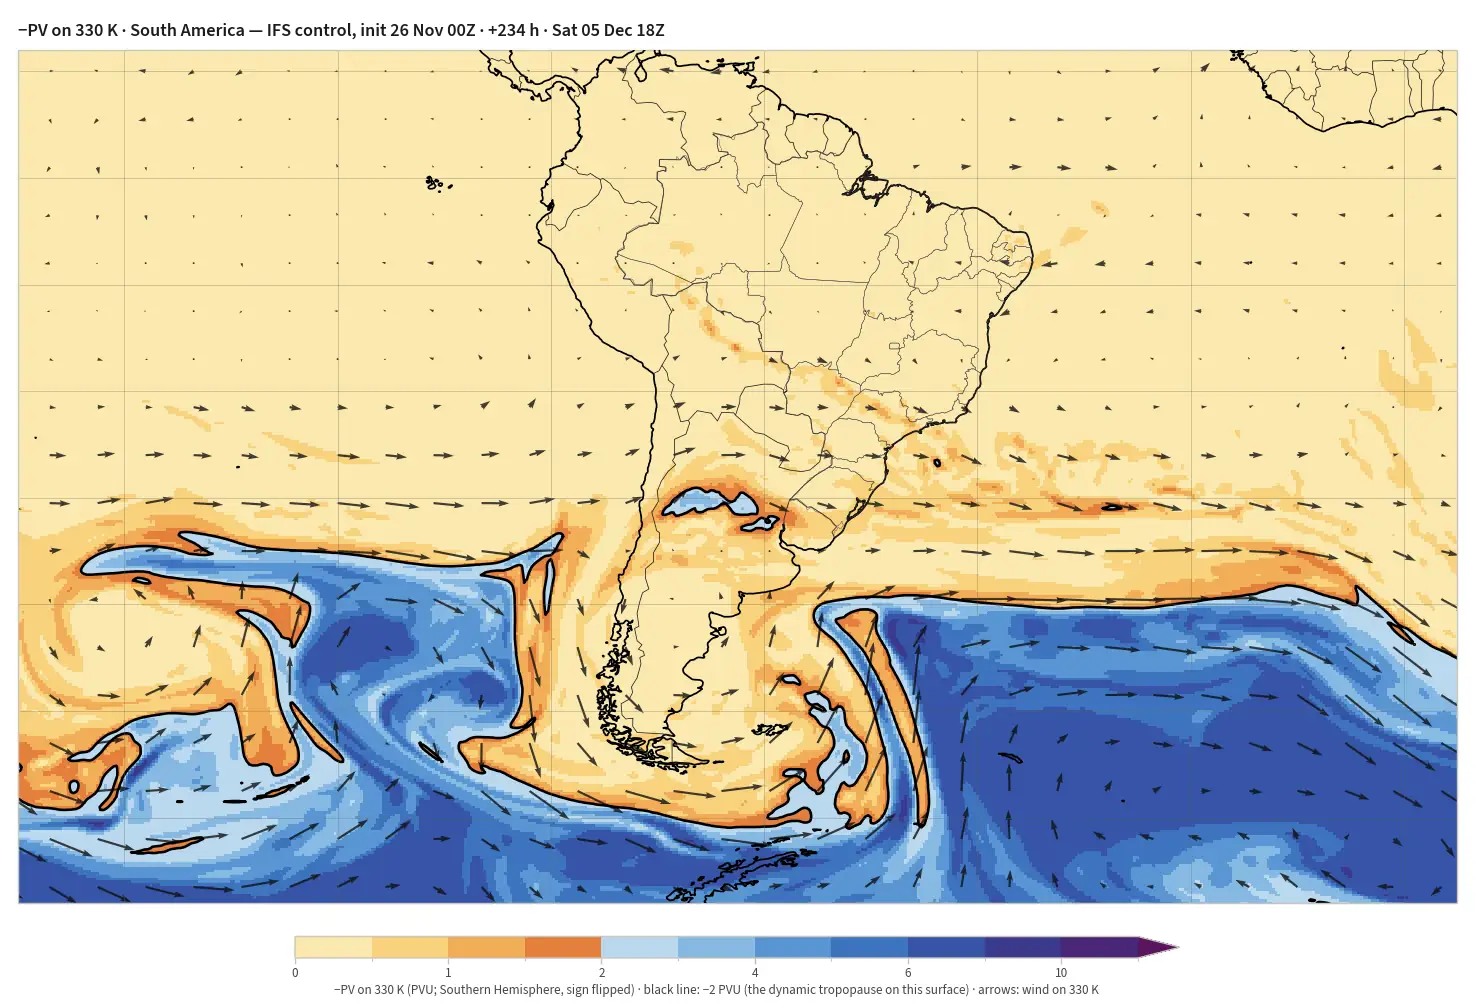 −PV on 330 K · South America — IFS control, init 26 Nov 00Z · +234 h · Sat 05 Dec 18Z
0 1 2 4 6 10
−PV on 330 K (PVU; Southern Hemisphere, sign flipped) · black line: −2 PVU (the dynamic tropopause on this surface) · arrows: wind on 330 K